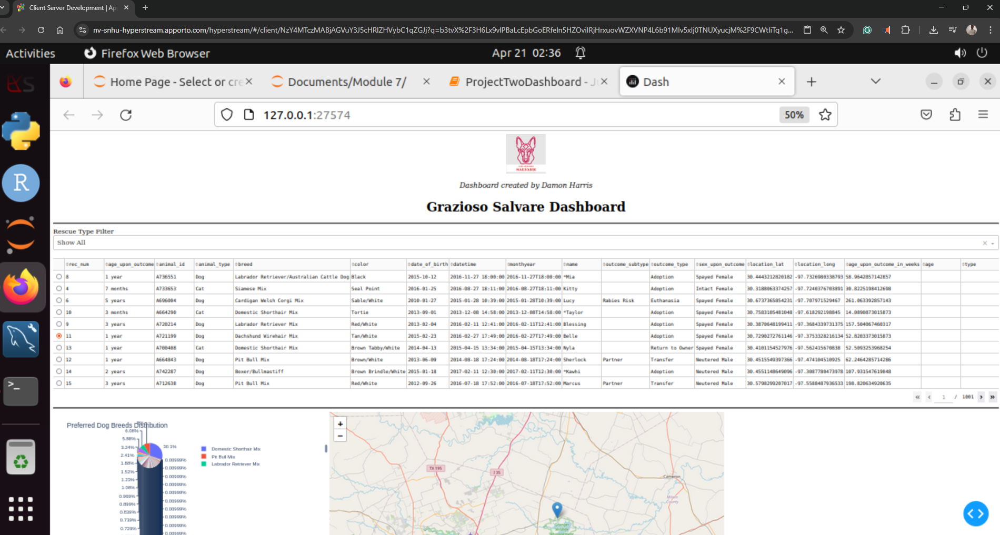 Client Server Development | Ap
nv-snhu-hyperstream.apporto.com/hyperstream/#/client/
Activities
Firefox Web Browser
Apr 21 02:36
Home Page - Select or cre
Documents/Module 7/
ProjectTwoDashboard - J
Dash
127.0.0.1:27574
50%
SALVARE
Dashboard created by Damon Harris
Grazioso Salvare Dashboard
Rescue Type Filter
Show All
rec_num age_upon_outcome animal_id animal_type breed color date_of_birth datetime monthyear name outcome_subtype outcome_type sex_upon_outcome location_lat location_long age_upon_outcome_in_weeks age type
8 1 year A736551 Dog Labrador Retriever/Australian Cattle Dog Black 2015-10-12 2016-11-27 18:00:00 2016-11-27T18:00:00 *Mia Adoption Spayed Female 30.4443212820182 -97.7326980338793 58.9642857142857
4 7 months A733653 Cat Siamese Mix Seal Point 2016-01-25 2016-08-27 18:11:00 2016-08-27T18:11:00 Kitty Adoption Intact Female 30.3188063374257 -97.7240376703891 30.8225198412698
6 5 years A696004 Dog Cardigan Welsh Corgi Mix Sable/White 2010-01-27 2015-01-28 10:39:00 2015-01-28T10:39:00 Lucy Rabies Risk Euthanasia Spayed Female 30.6737365854231 -97.707971529467 261.063392857143
10 3 months A664290 Cat Domestic Shorthair Mix Tortie 2013-09-01 2013-12-08 14:58:00 2013-12-08T14:58:00 *Taylor Adoption Spayed Female 30.7583105481048 -97.618292198845 14.0890873015873
9 3 years A720214 Dog Labrador Retriever Mix Red/White 2013-02-04 2016-02-11 12:41:00 2016-02-11T12:41:00 Blessing Adoption Spayed Female 30.3870648199411 -97.3684339731375 157.504067460317
11 1 year A721199 Dog Dachshund Wirehair Mix Tan/White 2015-02-23 2016-02-27 17:49:00 2016-02-27T17:49:00 Belle Adoption Spayed Female 30.7290272761146 -97.3753328216134 52.8203373015873
13 1 year A700408 Cat Domestic Shorthair Mix Brown Tabby/White 2014-04-13 2015-04-15 13:34:00 2015-04-15T13:34:00 Nyla Return to Owner Spayed Female 30.4101154527976 -97.562415670838 52.5093253968254
12 1 year A664843 Dog Pit Bull Mix Brown/White 2013-06-09 2014-08-18 17:24:00 2014-08-18T17:24:00 Sherlock Partner Transfer Neutered Male 30.4515549397366 -97.474104510925 62.2464285714286
14 2 years A742287 Dog Boxer/Bullmastiff Brown Brindle/White 2015-01-18 2017-02-11 12:30:00 2017-02-11T12:30:00 *Kawhi Adoption Neutered Male 30.4551148649096 -97.3087780473978 107.931547619048
15 3 years A712638 Dog Pit Bull Mix Red/White 2012-09-26 2016-07-18 17:52:00 2016-07-18T17:52:00 Marcus Partner Transfer Neutered Male 30.5798299207017 -97.5588487936533 198.820634920635
1 / 1001
Preferred Dog Breeds Distribution
6.08%
5.88%
3.24%
2.41%
1.88%
1.52%
1.23%
1.08%
0.969%
0.899%
0.839%
0.739%
0.729%
30.1%
0.00999%
0.00999%
0.00999%
0.00999%
0.00999%
0.00999%
0.00999%
0.00999%
0.00999%
0.00999%
Domestic Shorthair Mix
Pit Bull Mix
Labrador Retriever Mix
+
−
TX 195
I 35
Cameron
Milam
County
Granger
Wildlife
Management